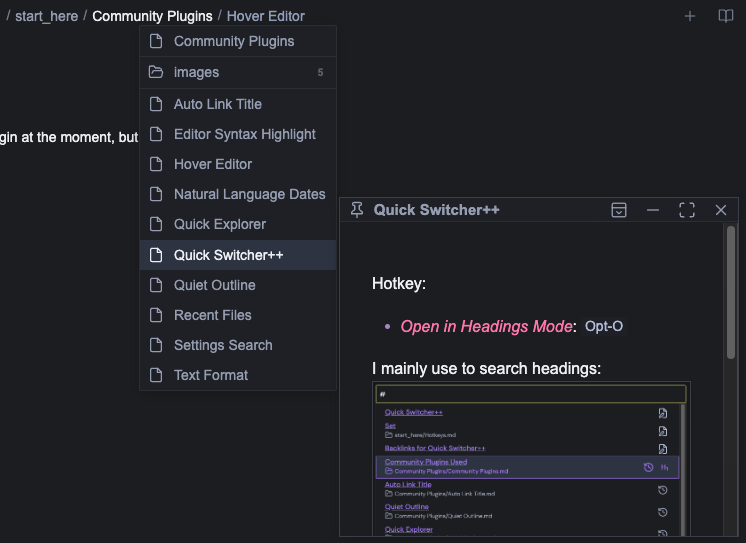 / start_here / Community Plugins / Hover Editor
Community Plugins
images 5
Auto Link Title
gin at the moment, but
Editor Syntax Highlight
Hover Editor
Natural Language Dates
Quick Explorer
Quick Switcher++
Quiet Outline
Recent Files
Settings Search
Text Format
Quick Switcher++
Hotkey:
• Open in Headings Mode: Opt-O
I mainly use to search headings:
#
Quick Switcher++
Set
start_here/Hotkeys.md
Backlinks for Quick Switcher++
Community Plugins Used
Community Plugins/Community Plugins.md
H₁
Auto Link Title
Community Plugins/Auto Link Title.md
Quiet Outline
Community Plugins/Quiet Outline.md
Quick Explorer